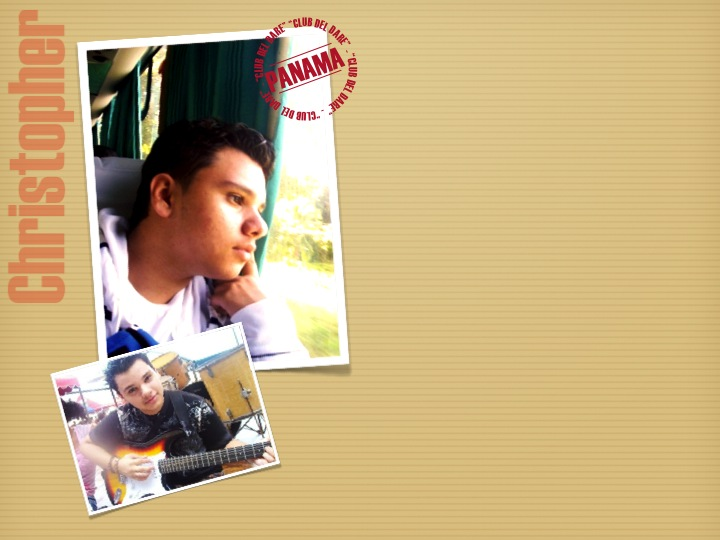 Christopher
"CLUB DEL DARE" - "CLUB DEL DARE" - "CLUB DEL DARE" -
PANAMA